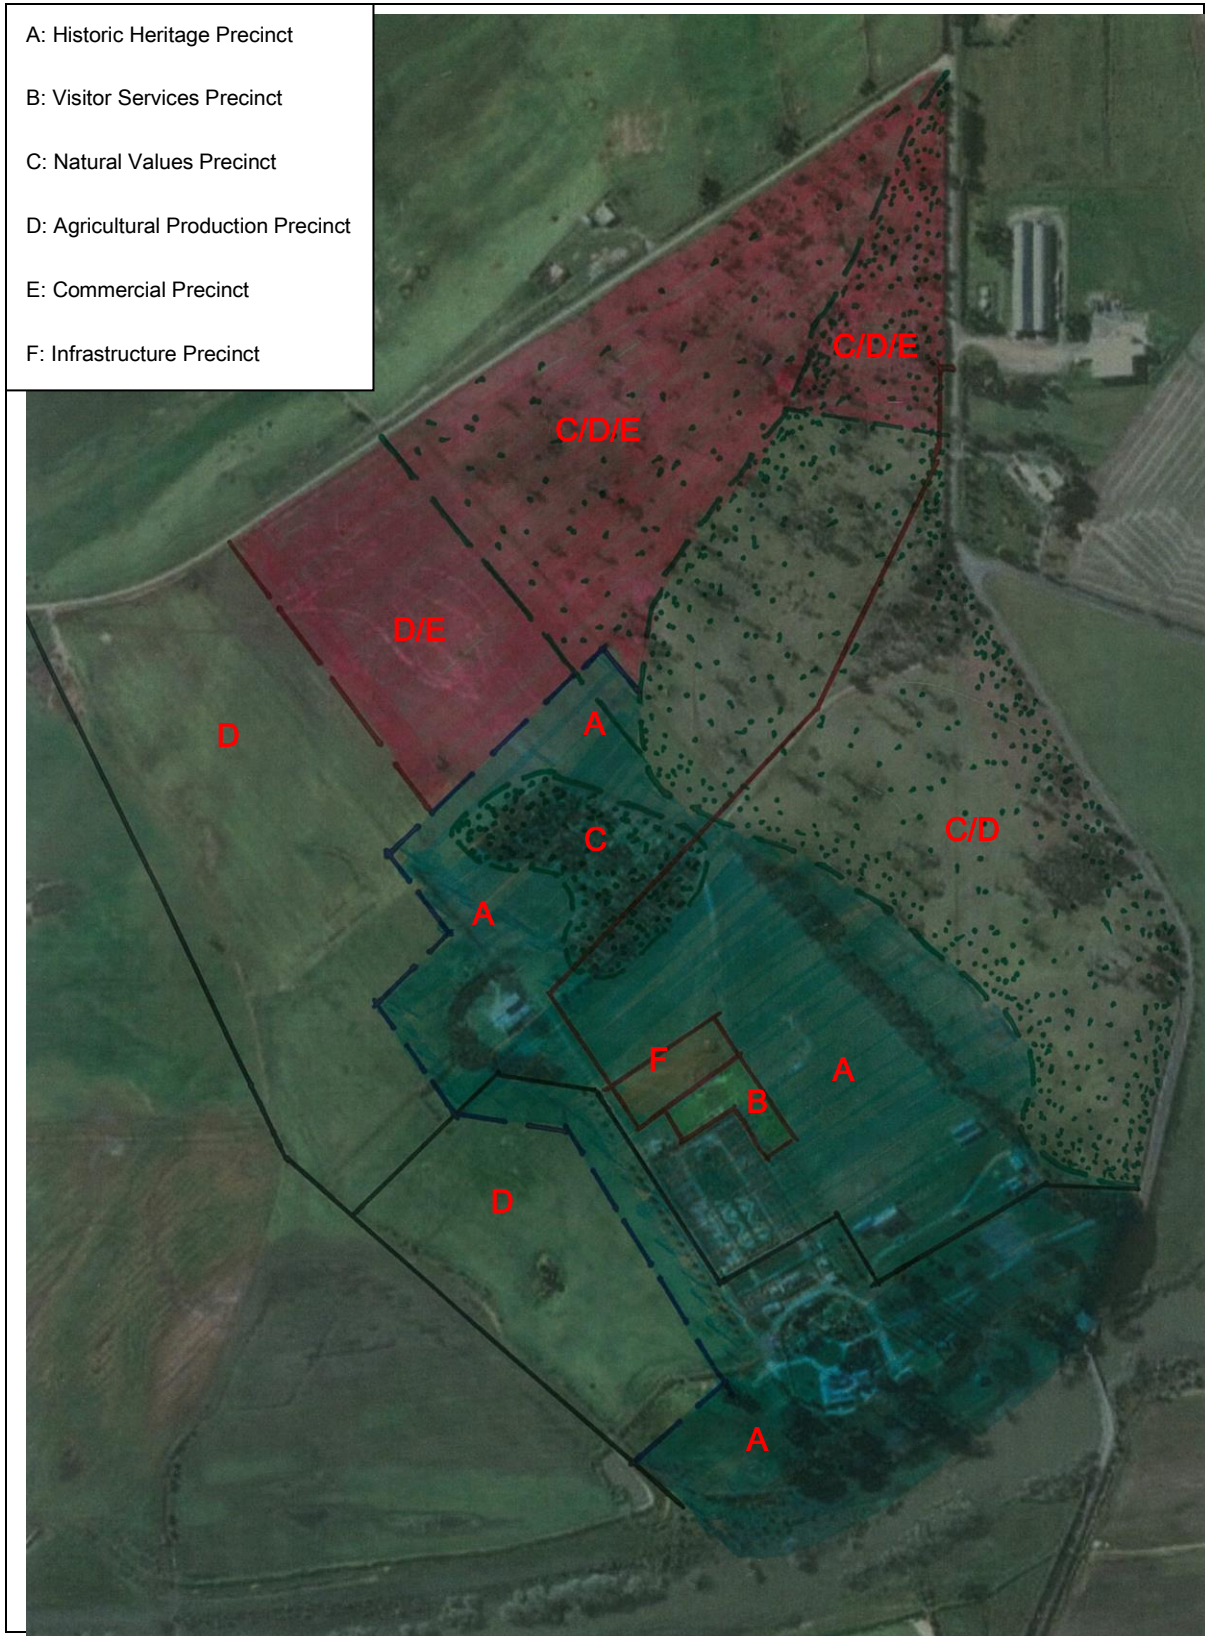 A: Historic Heritage Precinct
B: Visitor Services Precinct
C: Natural Values Precinct
D: Agricultural Production Precinct
E: Commercial Precinct
F: Infrastructure Precinct
C/D/E
C/D/E
D/E
A
D
C
C/D
A
F
A
B
D
A